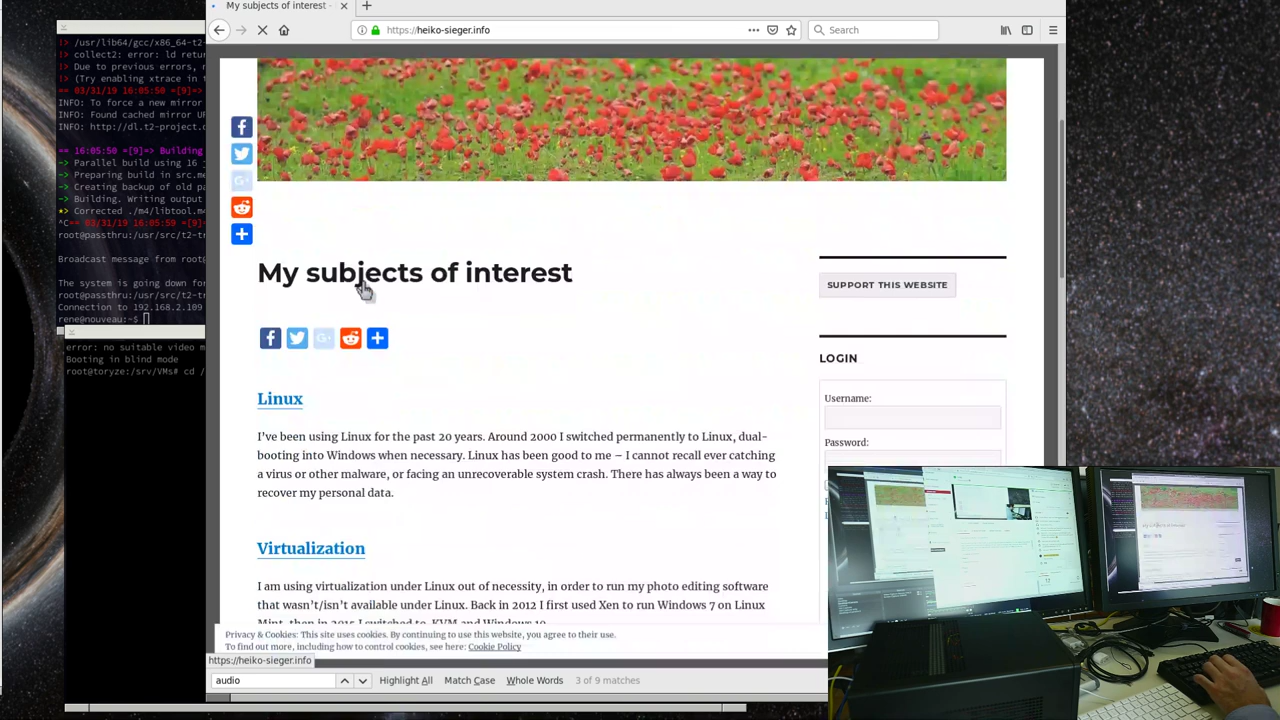 My subjects of interest
https://heiko-sieger.info
Search
!> /usr/lib64/gcc/x86_64-t2-
!> collect2: error: ld retur
!> Due to previous errors, n
!> (Try enabling xtrace in t
== 03/31/19 16:05:50 =[9]=>
INFO: To force a new mirror
INFO: Found cached mirror UR
INFO: http://dl.t2-project.o
== 16:05:50 =[9]=> Building
-> Parallel build using 16 j
-> Preparing build in src.me
-> Creating backup of old pa
-> Building. Writing output
*> Corrected ./m4/libtool.m4
^C== 03/31/19 16:05:59 =[9]=
root@passthru:/usr/src/t2-tr
Broadcast message from root@
The system is going down for
root@passthru:/usr/src/t2-tr
Connection to 192.168.2.109
rene@nouveau:~$
error: no suitable video m
Booting in blind mode
root@toryze:/srv/VMs# cd /
My subjects of interest
Linux
I've been using Linux for the past 20 years. Around 2000 I switched permanently to Linux, dual-
booting into Windows when necessary. Linux has been good to me – I cannot recall ever catching
a virus or other malware, or facing an unrecoverable system crash. There has always been a way to
recover my personal data.
Virtualization
I am using virtualization under Linux out of necessity, in order to run my photo editing software
that wasn't/isn't available under Linux. Back in 2012 I first used Xen to run Windows 7 on Linux
Mint, then in 2015 I switched to KVM and Windows 10.
SUPPORT THIS WEBSITE
LOGIN
Username:
Password:
Privacy & Cookies: This site uses cookies. By continuing to use this website, you agree to their use.
To find out more, including how to control cookies, see here: Cookie Policy
https://heiko-sieger.info
audio
Highlight All
Match Case
Whole Words
3 of 9 matches